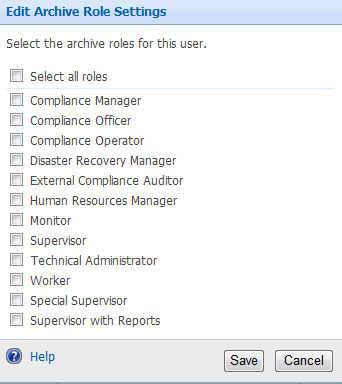 Edit Archive Role Settings
Select the archive roles for this user.
Select all roles
Compliance Manager
Compliance Officer
Compliance Operator
Disaster Recovery Manager
External Compliance Auditor
Human Resources Manager
Monitor
Supervisor
Technical Administrator
Worker
Special Supervisor
Supervisor with Reports
? Help Save Cancel